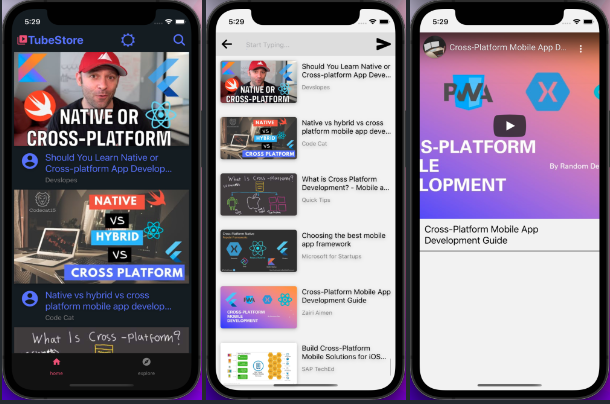 5:29
TubeStore
NATIVE OR
CROSS-PLATFORM
Should You Learn Native or
Cross-platform App Develop...
Devslopes
NATIVE
VS
HYBRID
VS
CROSS PLATFORM
Native vs hybrid vs cross
platform mobile app develop...
Code Cat
What Is Cross-platform?
home
explore
5:29
Start Typing...
NATIVE OR
CROSS-PLATFORM
Should You Learn Native or
Cross-platform App Deve...
Devslopes
NATIVE
VS
HYBRID
VS
CROSS PLATFORM
Native vs hybrid vs cross
platform mobile app deve...
Code Cat
What Is Cross-platform?
What is Cross Platform
Development? - Mobile a...
Quick Tips
Choosing the best mobile
app framework
Microsoft for Startups
CROSS-PLATFORM
MOBILE
DEVELOPMENT
Cross-Platform Mobile App
Development Guide
Zain Aimen
Build Cross-Platform
Mobile Solutions for iOS...
SAP TechEd
5:29
Cross-Platform Mobile App D...
PWA
S-PLATFORM
LE
LOPMENT
By Random De
Cross-Platform Mobile App
Development Guide